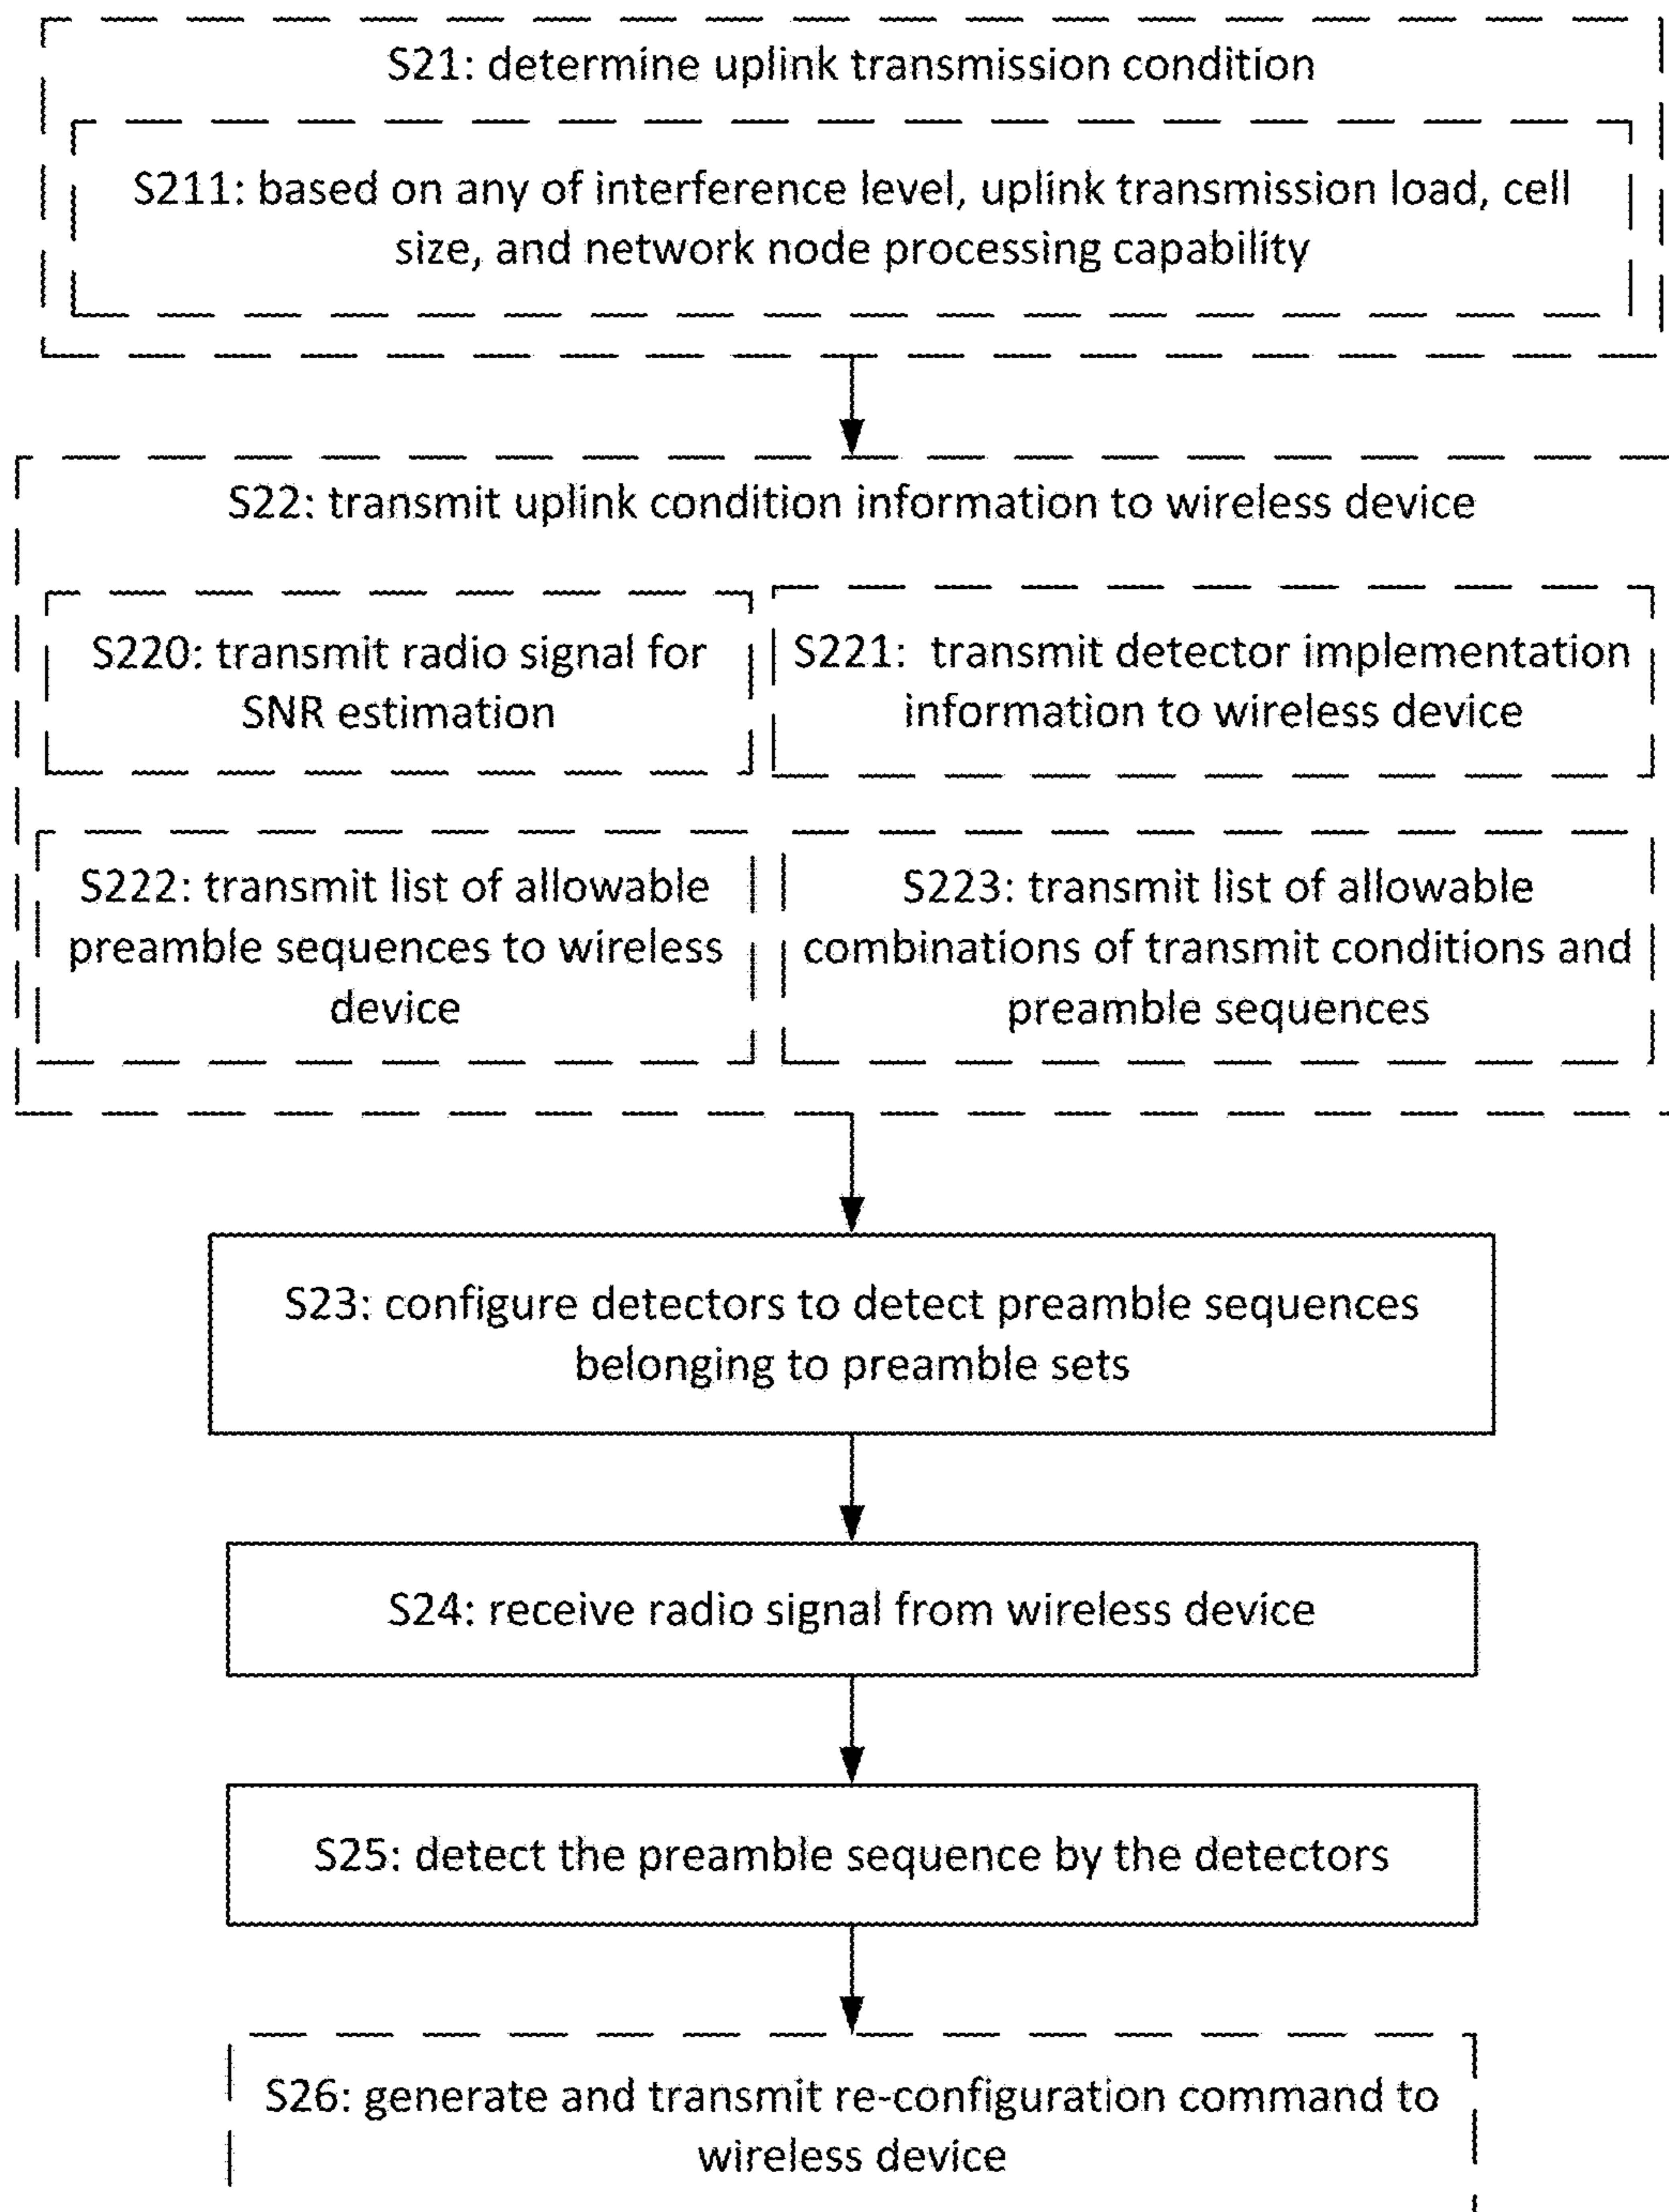 S21: determine uplink transmission condition
S211: based on any of interference level, uplink transmission load, cell
size, and network node processing capability
S22: transmit uplink condition information to wireless device
S220: transmit radio signal for
SNR estimation
S221: transmit detector implementation
information to wireless device
S222: transmit list of allowable
preamble sequences to wireless
device
S223: transmit list of allowable
combinations of transmit conditions and
preamble sequences
S23: configure detectors to detect preamble sequences
belonging to preamble sets
S24: receive radio signal from wireless device
S25: detect the preamble sequence by the detectors
S26: generate and transmit re-configuration command to
wireless device